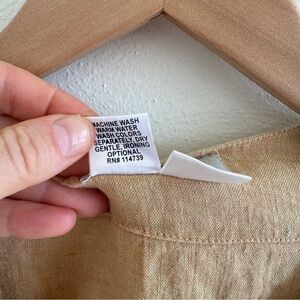 MACHINE WASH
WARM WATER
WASH COLORS
SEPARATELY, DRY
GENTLE, IRONING
OPTIONAL
RN# 114739